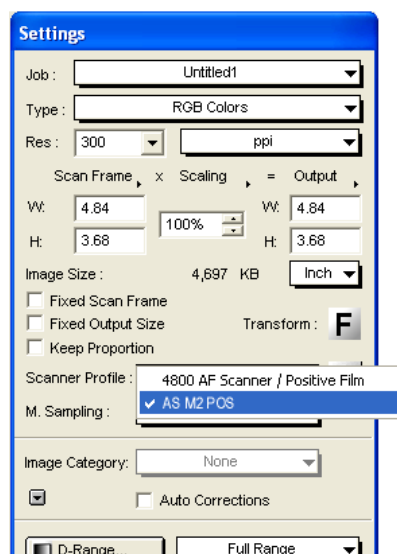 Settings
Job : Untitled1
Type : RGB Colors
Res : 300 ppi
Scan Frame x Scaling = Output
W: 4.84 100% W: 4.84
H: 3.68 H: 3.68
Image Size : 4,697 KB Inch
Fixed Scan Frame
Fixed Output Size Transform : F
Keep Proportion
Scanner Profile : 4800 AF Scanner / Positive Film
M. Sampling : AS M2 POS
Image Category: None
Auto Corrections
D-Range... Full Range